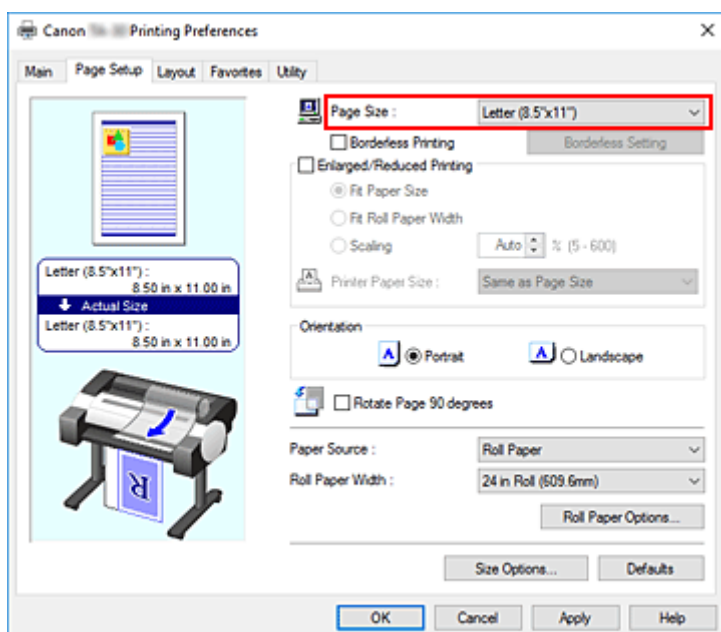 Canon Printing Preferences
Main Page Setup Layout Favorites Utility
Page Size : Letter (8.5"x11")
Borderless Printing Borderless Setting
Enlarged/Reduced Printing
Fit Paper Size
Fit Roll Paper Width
Scaling Auto % (5 - 600)
Printer Paper Size : Same as Page Size
Letter (8.5"x11") :
8.50 in x 11.00 in
Actual Size
Letter (8.5"x11") :
8.50 in x 11.00 in
Orientation
A Portrait A Landscape
Rotate Page 90 degrees
R
Paper Source : Roll Paper
Roll Paper Width : 24 in Roll (609.6mm)
Roll Paper Options...
Size Options... Defaults
OK Cancel Apply Help